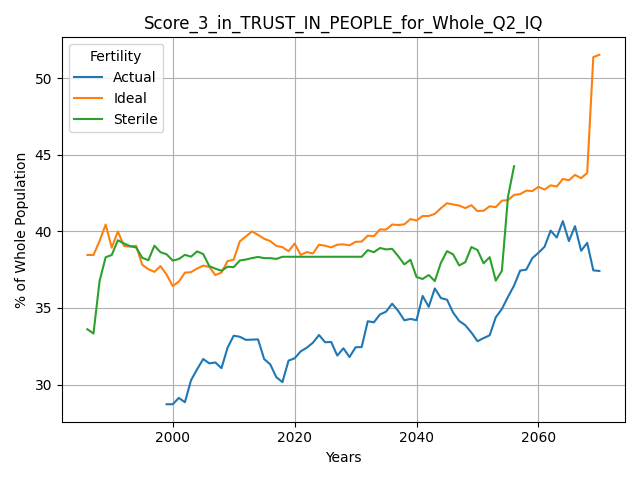 Score_3_in_TRUST_IN_PEOPLE_for_Whole_Q2_IQ
Fertility
Actual
Ideal
Sterile
% of Whole Population
50
45
40
35
30
2000
2020
2040
2060
Years